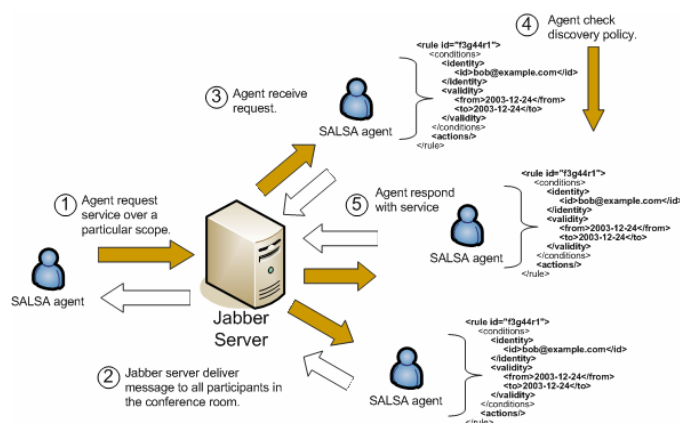 ① Agent request
service over a
particular scope.
SALSA agent
Jabber
Server
② Jabber server deliver
message to all participants in
the conference room.
③ Agent receive
request.
SALSA agent
<rule id="f3g44r1">
<conditions>
<identity>
<id>bob@example.com</id>
</identity>
<validity>
<from>2003-12-24</from>
<to>2003-12-24</to>
</validity>
</conditions>
<actions/>
</rule>
④ Agent check
discovery policy.
⑤ Agent respond
with service
SALSA agent
<rule id="f3g44r1">
<conditions>
<identity>
<id>bob@example.com</id>
</identity>
<validity>
<from>2003-12-24</from>
<to>2003-12-24</to>
</validity>
</conditions>
<actions/>
</rule>
SALSA agent
<rule id="f3g44r1">
<conditions>
<identity>
<id>bob@example.com</id>
</identity>
<validity>
<from>2003-12-24</from>
<to>2003-12-24</to>
</validity>
</conditions>
<actions/>
</rule>